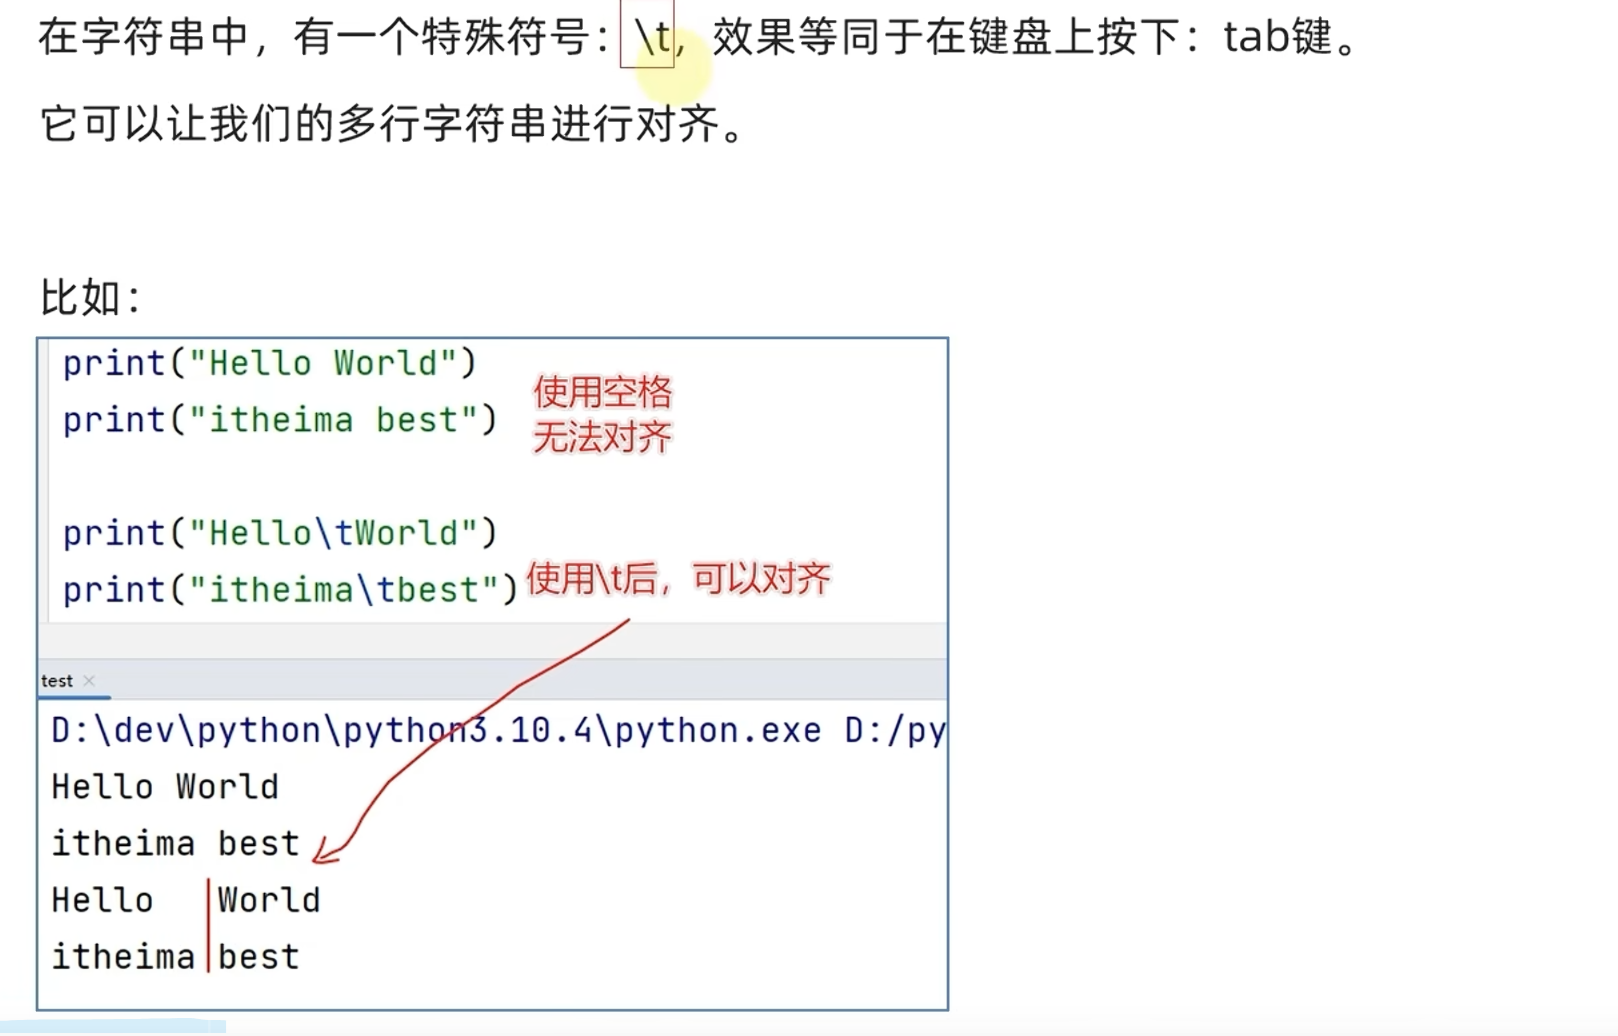 在字符串中，有一个特殊符号：\t，效果等同于在键盘上按下：tab键。
它可以让我们的多行字符串进行对齐。
比如：
print("Hello World")
print("itheima best")
使用空格
无法对齐
print("Hello\tWorld")
print("itheima\tbest")
使用\t后，可以对齐
test
D:\dev\python\python3.10.4\python.exe D:/py
Hello World
itheima best
Hello World
itheima best